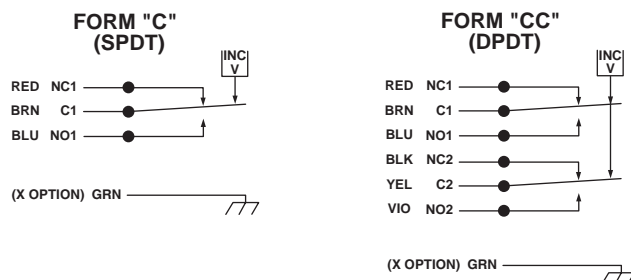 FORM "C"
(SPDT)
INC
V
RED NC1
BRN C1
BLU NO1
(X OPTION) GRN
FORM "CC"
(DPDT)
INC
V
RED NC1
BRN C1
BLU NO1
BLK NC2
YEL C2
VIO NO2
(X OPTION) GRN